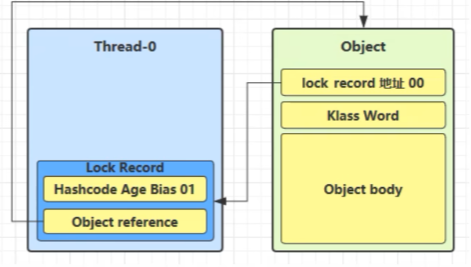 Thread-0
Lock Record
Hashcode Age Bias 01
Object reference
Object
lock record 地址 00
Klass Word
Object body